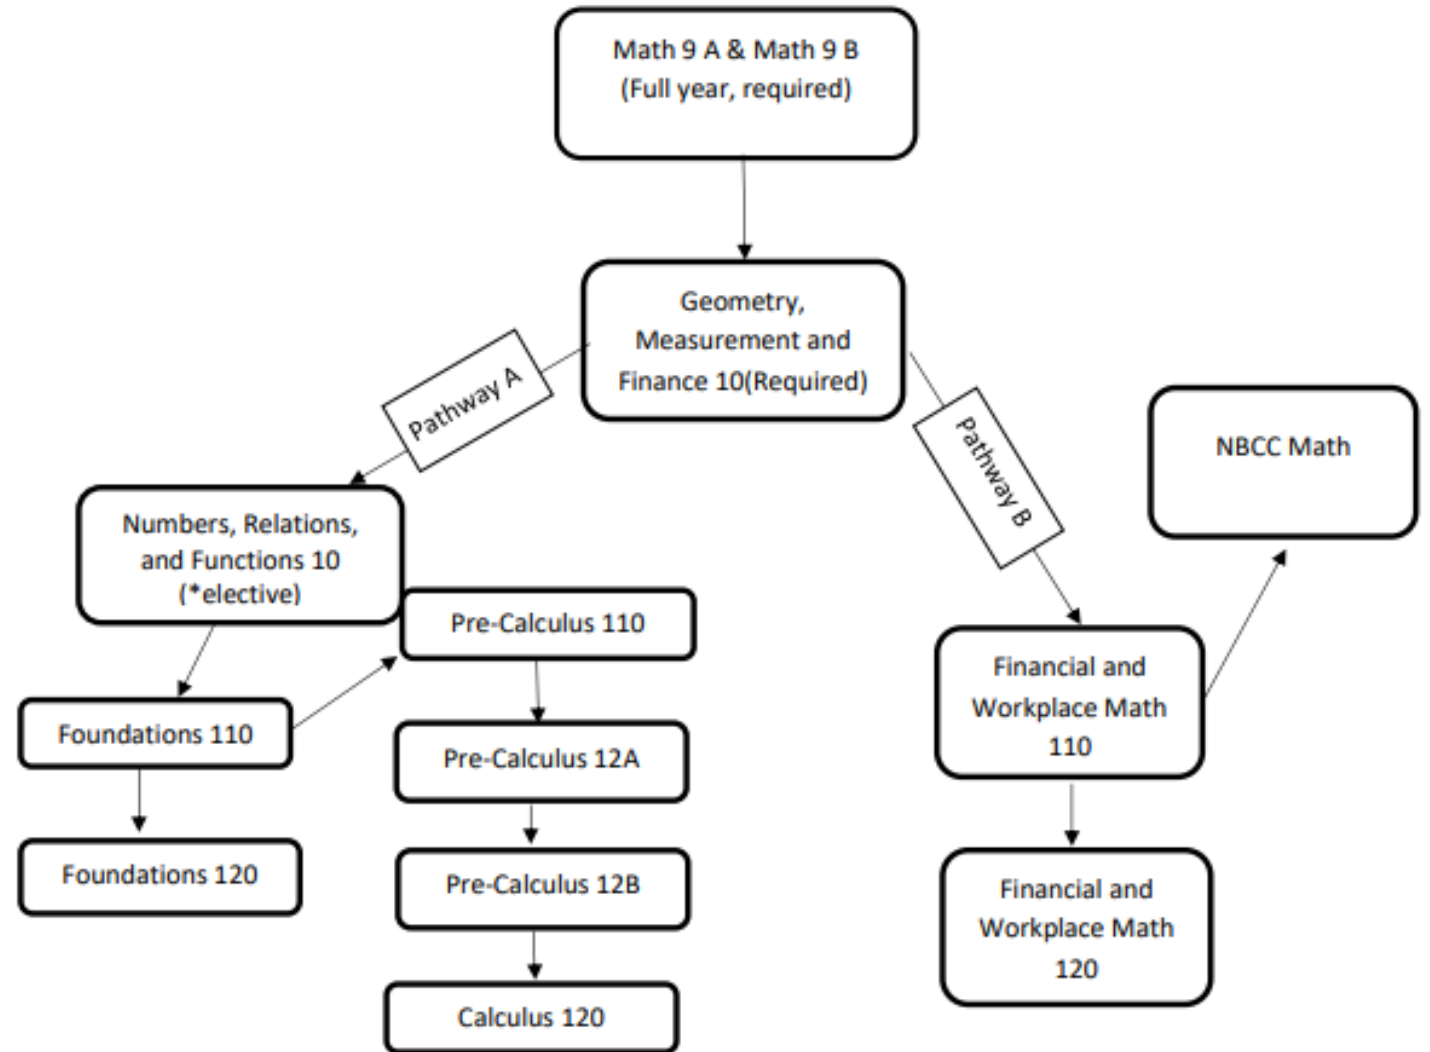 Math 9 A & Math 9 B
(Full year, required)
Geometry,
Measurement and
Finance 10(Required)
Pathway A
Pathway B
NBCC Math
Numbers, Relations,
and Functions 10
(*elective)
Pre-Calculus 110
Financial and
Workplace Math
110
Foundations 110
Pre-Calculus 12A
Foundations 120
Pre-Calculus 12B
Financial and
Workplace Math
120
Calculus 120